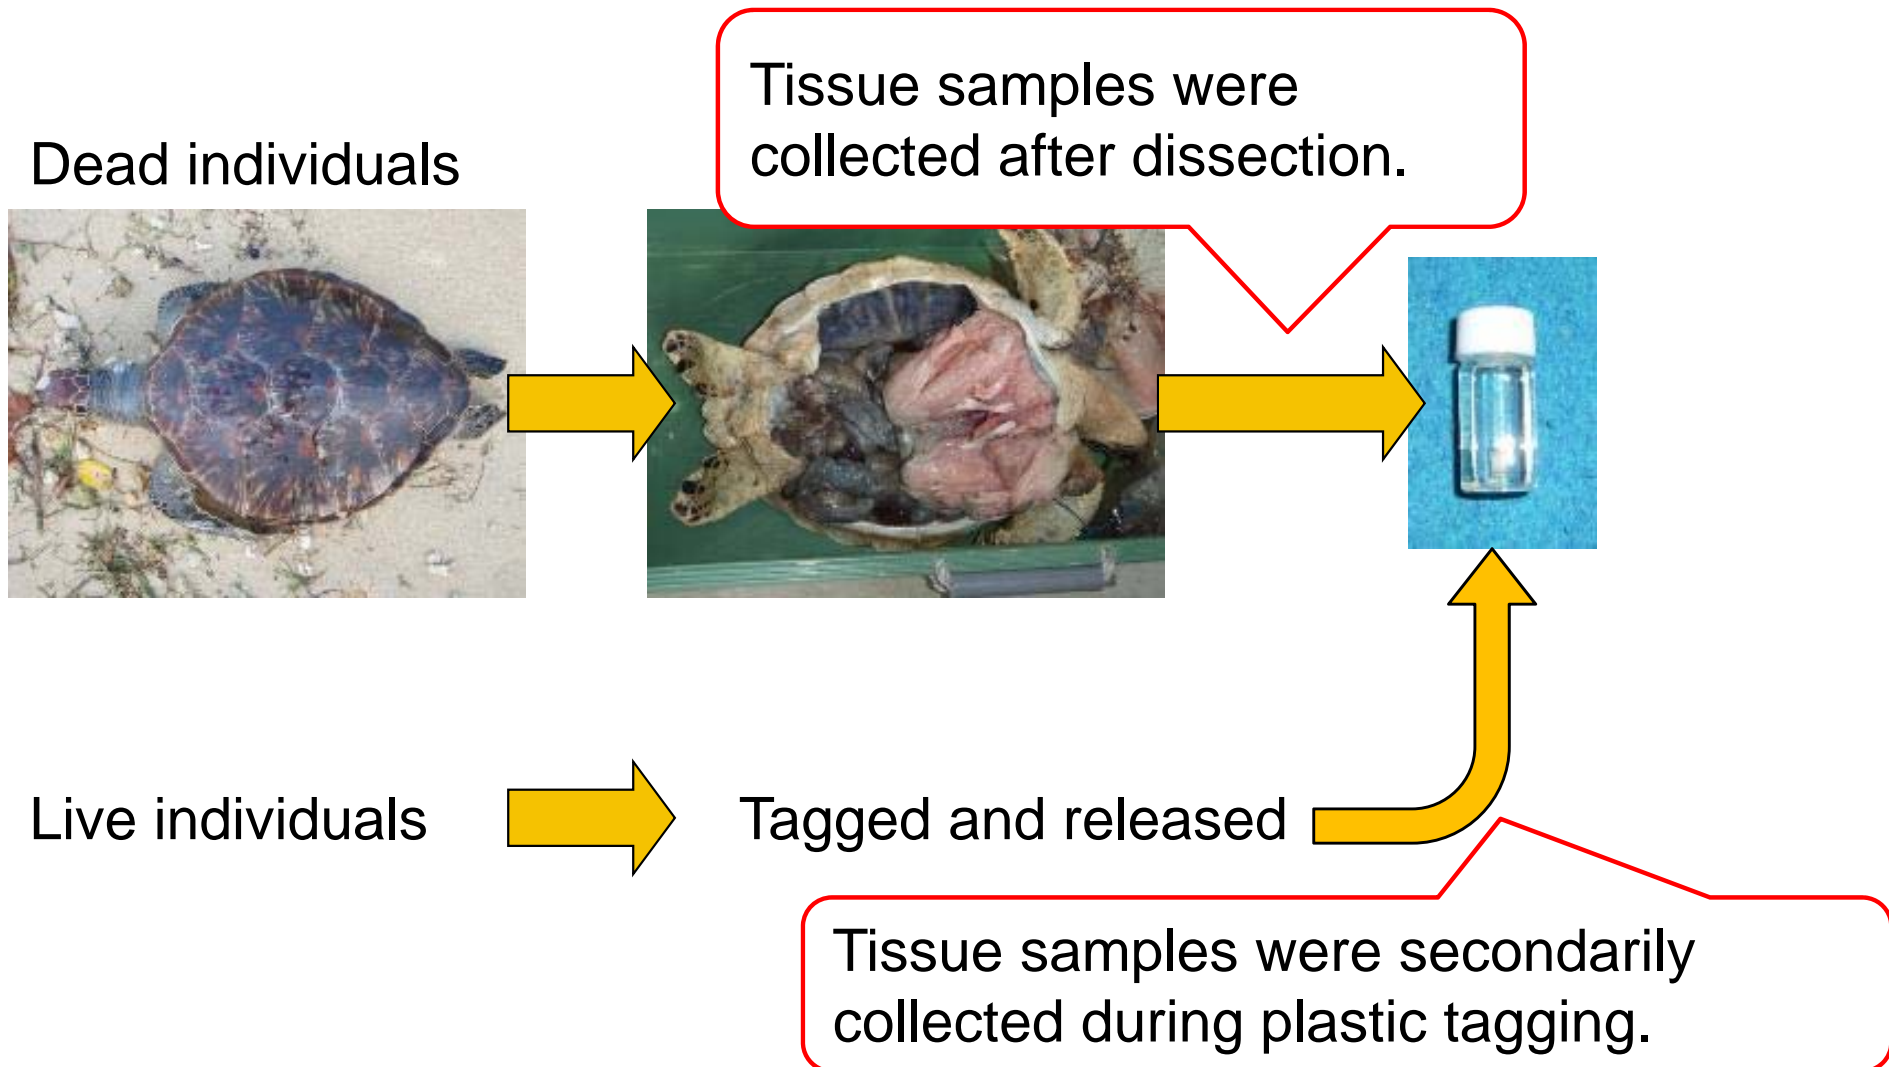 Tissue samples were
collected after dissection.
Dead individuals
Live individuals
Tagged and released
Tissue samples were secondarily
collected during plastic tagging.